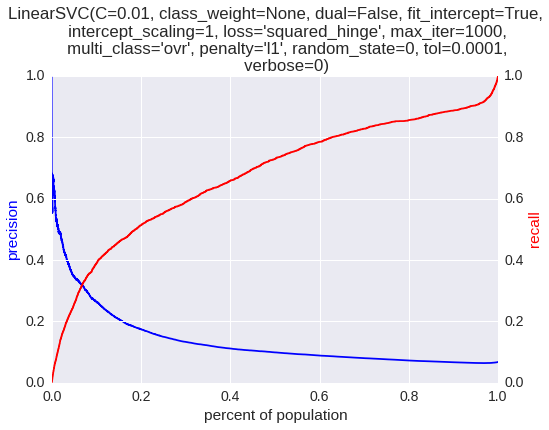 LinearSVC(C=0.01, class_weight=None, dual=False, fit_intercept=True,
intercept_scaling=1, loss='squared_hinge', max_iter=1000,
multi_class='ovr', penalty='l1', random_state=0, tol=0.0001,
verbose=0)
1.0
0.8
0.6
0.4
0.2
0.0
precision
1.0
0.8
0.6
0.4
0.2
0.0
recall
0.0 0.2 0.4 0.6 0.8 1.0
percent of population